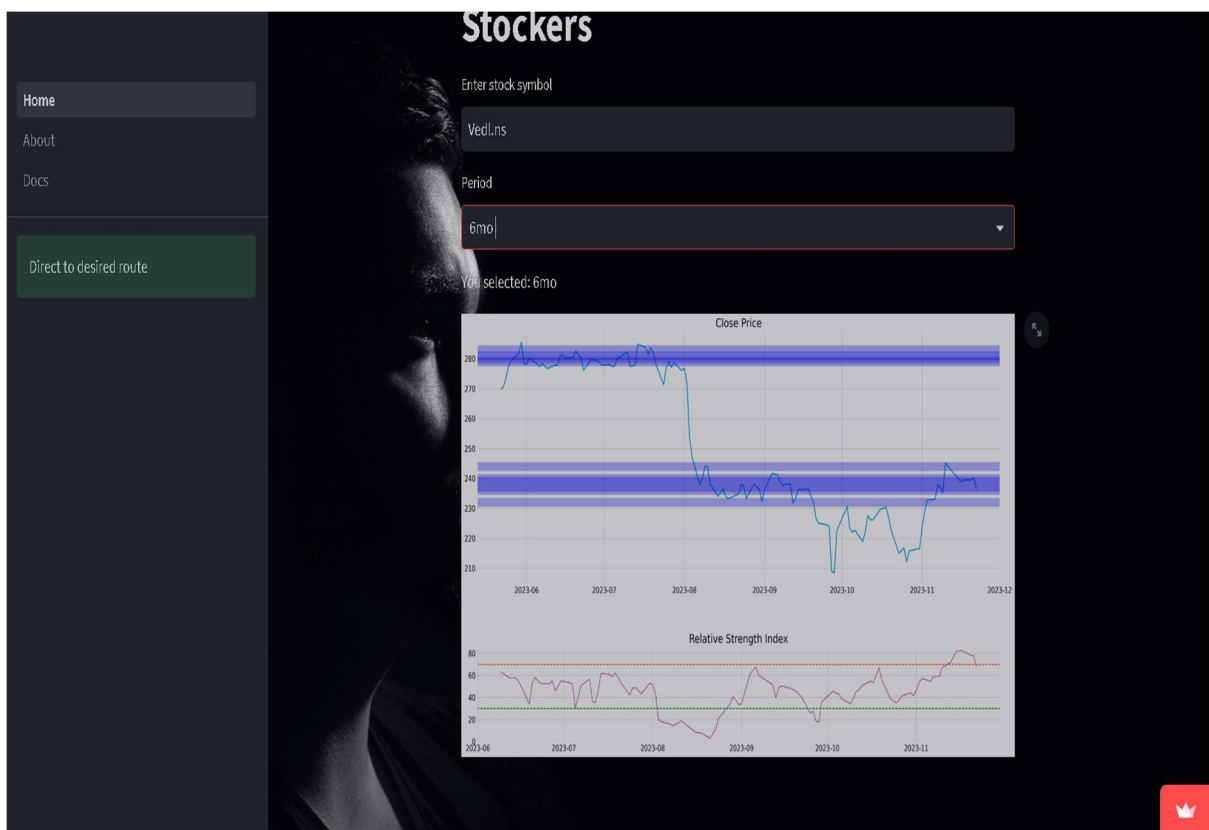 Stockers
Home
About
Docs
Direct to desired route
Enter stock symbol
Vedl.ns
Period
6mo
You selected: 6mo
Close Price
280
270
260
250
240
230
220
210
2023-06 2023-07 2023-08 2023-09 2023-10 2023-11 2023-12
Relative Strength Index
80
60
40
20
0
2023-06 2023-07 2023-08 2023-09 2023-10 2023-11